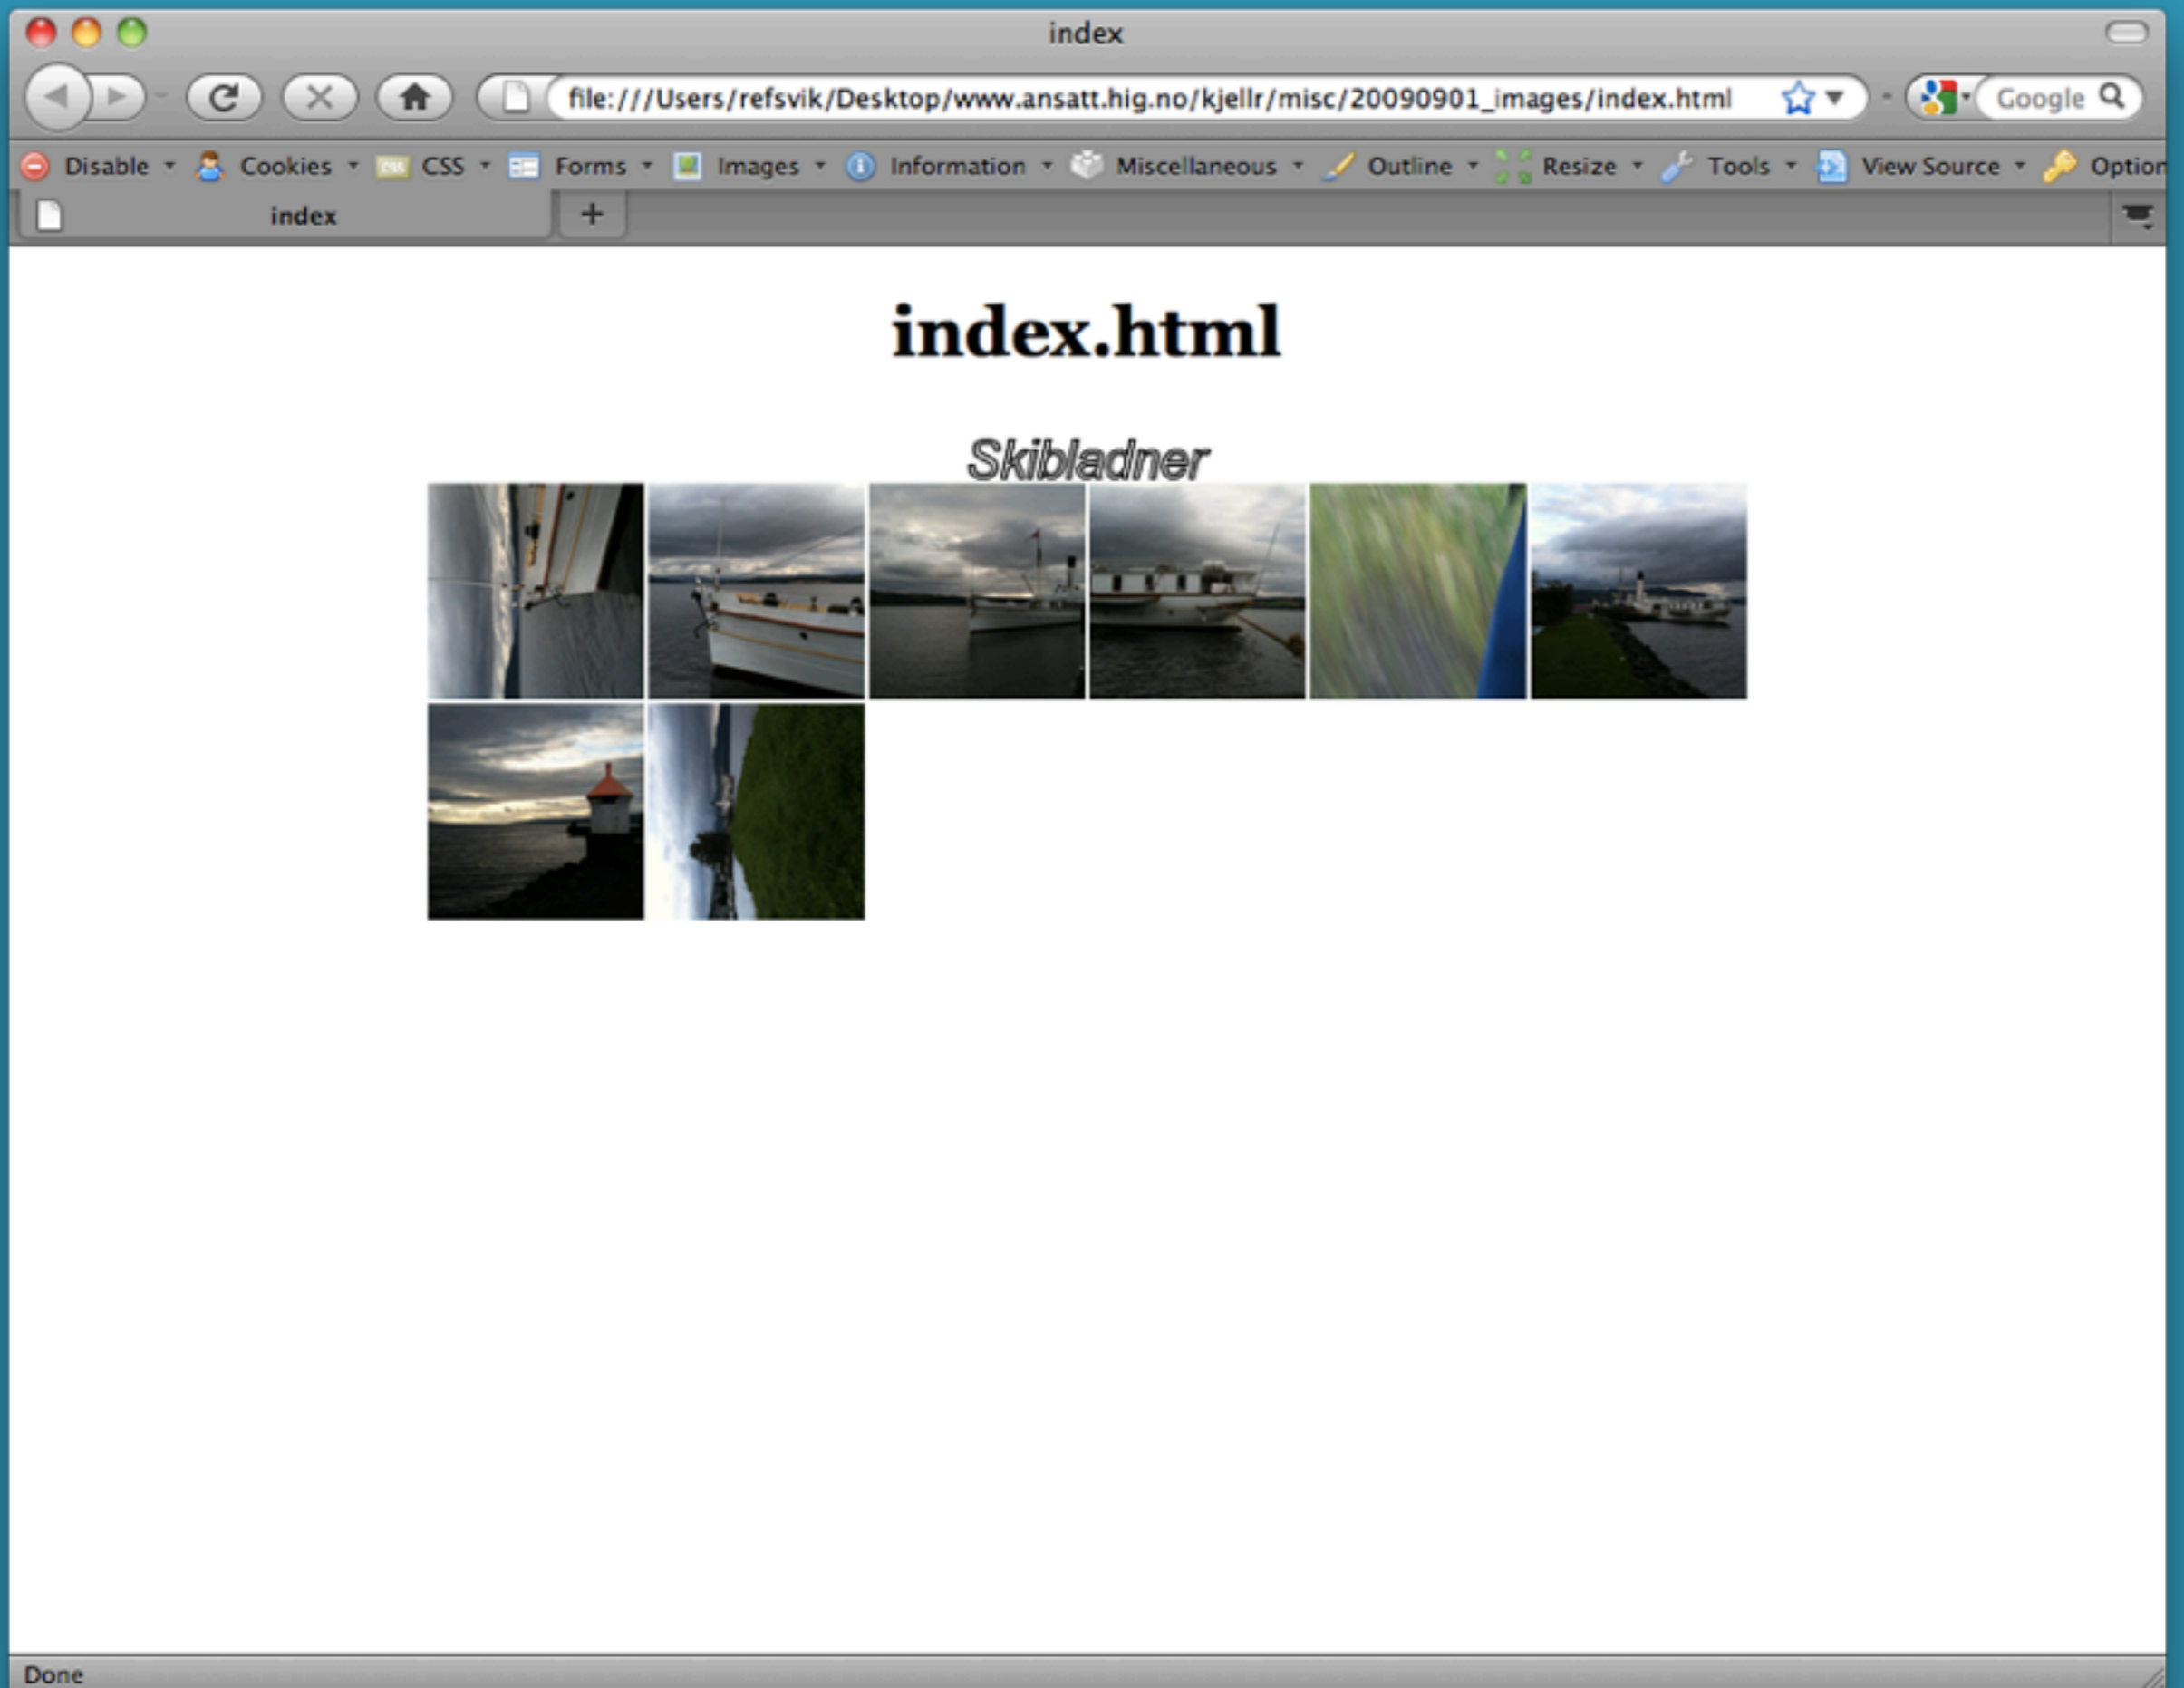 index
file:///Users/refsvik/Desktop/www.ansatt.hig.no/kjellr/misc/20090901_images/index.html
Google
Disable Cookies CSS Forms Images Information Miscellaneous Outline Resize Tools View Source Option
index
index.html
Skibladner
Done